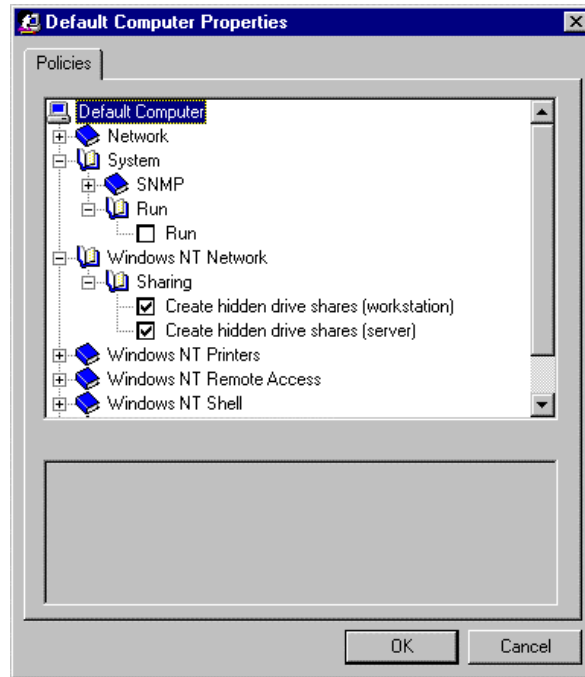 Default Computer Properties
Policies
Default Computer
Network
System
SNMP
Run
Run
Windows NT Network
Sharing
Create hidden drive shares (workstation)
Create hidden drive shares (server)
Windows NT Printers
Windows NT Remote Access
Windows NT Shell
OK
Cancel